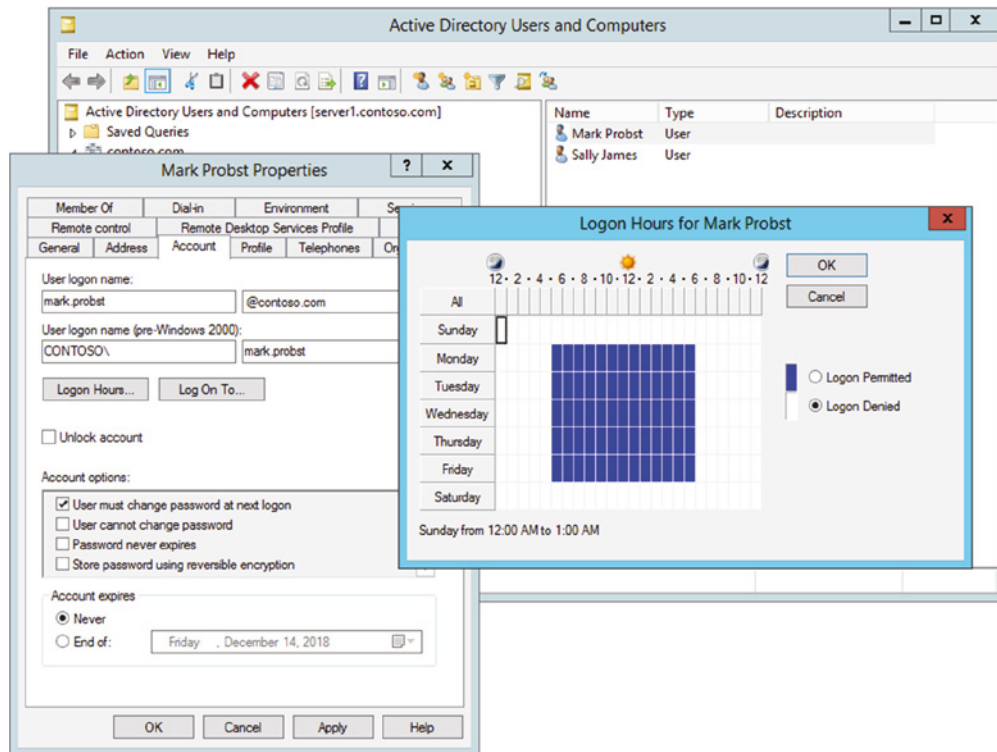 Active Directory Users and Computers
File Action View Help
Active Directory Users and Computers [server1.contoso.com]
Saved Queries
contoso.com
Name Type Description
Mark Probst User
Sally James User
Mark Probst Properties
? X
Member Of Dial-in Environment
Remote control Remote Desktop Services Profile
General Address Account Profile Telephones
User logon name:
mark.probst @contoso.com
User logon name (pre-Windows 2000):
CONTOSO\ mark.probst
Logon Hours... Log On To...
Unlock account
Account options:
User must change password at next logon
User cannot change password
Password never expires
Store password using reversible encryption
Account expires
Never
End of: Friday , December 14, 2018
OK Cancel Apply Help
Logon Hours for Mark Probst
12 · 2 · 4 · 6 · 8 · 10 · 12 · 2 · 4 · 6 · 8 · 10 · 12
All
Sunday
Monday
Tuesday
Wednesday
Thursday
Friday
Saturday
Sunday from 12:00 AM to 1:00 AM
OK
Cancel
Logon Permitted
Logon Denied